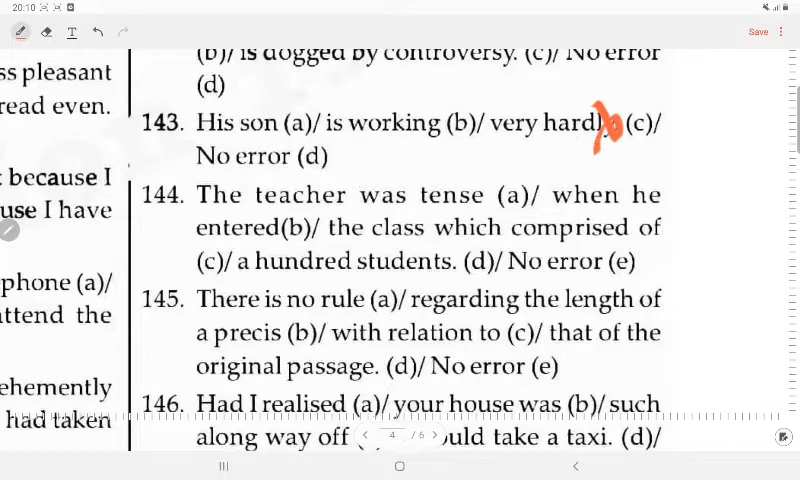 20:10
Save
ss pleasant
read even.
because I
use I have
phone (a)/
attend the
ehemently
had taken
(b)/ is dogged by controversy. (c)/ No error
(d)
143. His son (a)/ is working (b)/ very hardly. (c)/
No error (d)
144. The teacher was tense (a)/ when he
entered(b)/ the class which comprised of
(c)/ a hundred students. (d)/ No error (e)
145. There is no rule (a)/ regarding the length of
a precis (b)/ with relation to (c)/ that of the
original passage. (d)/ No error (e)
146. Had I realised (a)/ your house was (b)/ such
along way off ould take a taxi. (d)/
4 / 6